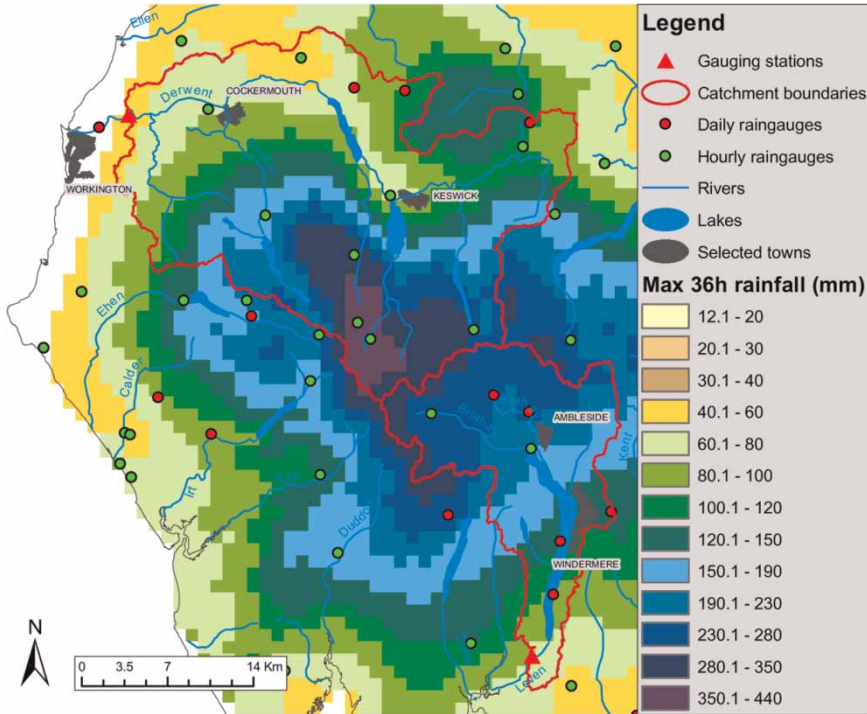 Ellen
Derwent
COCKERMOUTH
WORKINGTON
KESWICK
Ehen
Calder
Irt
AMBLESIDE
Kent
Duddo
WINDERMERE
Leven
N
0 3.5 7 14 Km
Legend
Gauging stations
Catchment boundaries
Daily raingauges
Hourly raingauges
Rivers
Lakes
Selected towns
Max 36h rainfall (mm)
12.1 - 20
20.1 - 30
30.1 - 40
40.1 - 60
60.1 - 80
80.1 - 100
100.1 - 120
120.1 - 150
150.1 - 190
190.1 - 230
230.1 - 280
280.1 - 350
350.1 - 440